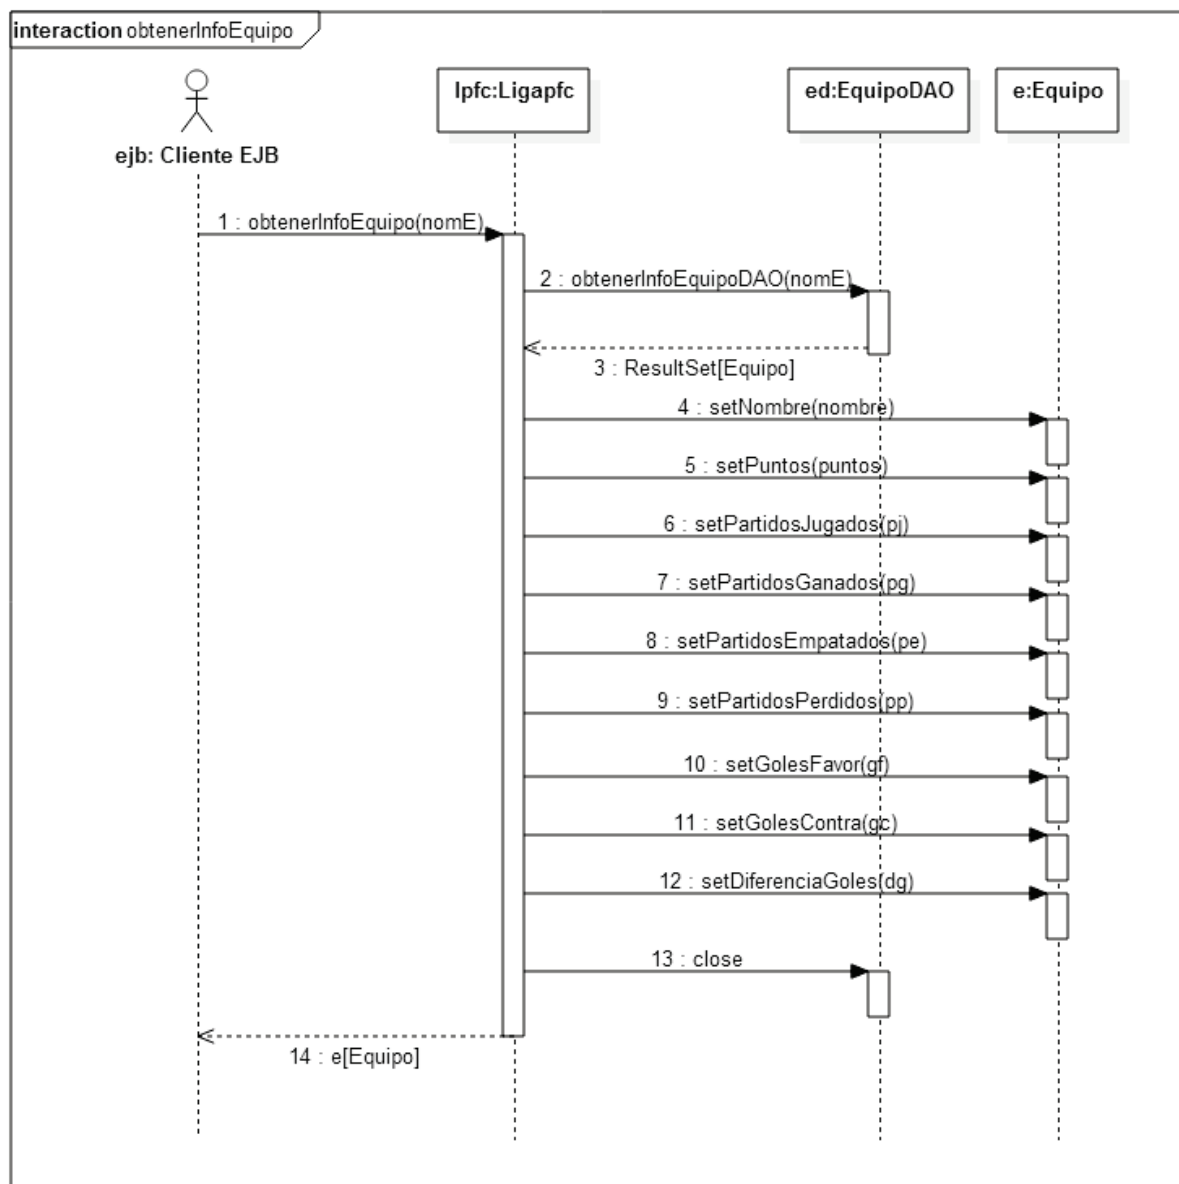 interaction obtenerInfoEquipo
lpfc:Ligapfc
ed:EquipoDAO
e:Equipo
ejb: Cliente EJB
1 : obtenerInfoEquipo(nomE)
2 : obtenerInfoEquipoDAO(nomE)
3 : ResultSet[Equipo]
4 : setNombre(nombre)
5 : setPuntos(puntos)
6 : setPartidosJugados(pj)
7 : setPartidosGanados(pg)
8 : setPartidosEmpatados(pe)
9 : setPartidosPerdidos(pp)
10 : setGolesFavor(gf)
11 : setGolesContra(gc)
12 : setDiferenciaGoles(dg)
13 : close
14 : e[Equipo]